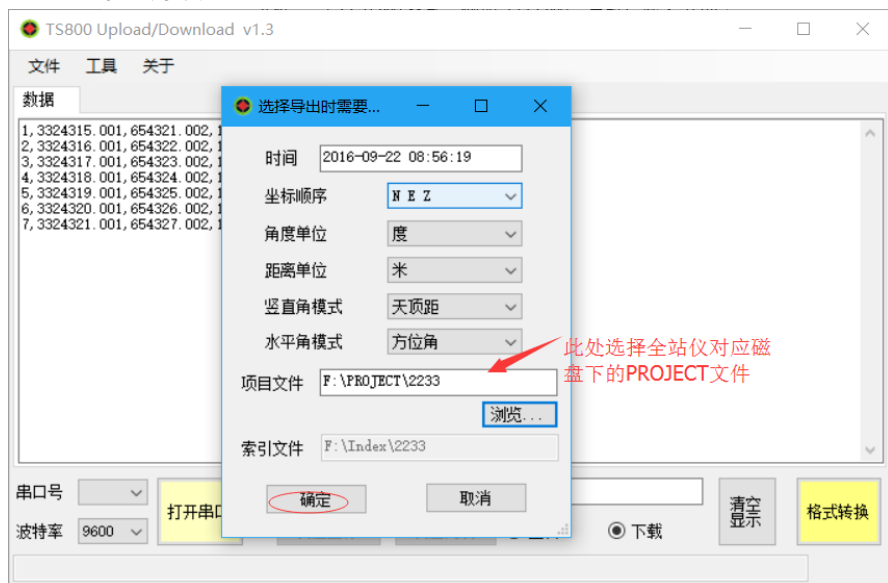 TS800 Upload/Download v1.3
文件 工具 关于
数据
1,3324315.001,654321.002,1
2,3324316.001,654322.002,1
3,3324317.001,654323.002,1
4,3324318.001,654324.002,1
5,3324319.001,654325.002,1
6,3324320.001,654326.002,1
7,3324321.001,654327.002,1
选择导出时需要...
时间 2016-09-22 08:56:19
坐标顺序 N E Z
角度单位 度
距离单位 米
竖直角模式 天顶距
水平角模式 方位角
此处选择全站仪对应磁
盘下的PROJECT文件
项目文件 F:\PROJECT\2233
浏览...
索引文件 F:\Index\2233
确定 取消
串口号
打开串口
波特率 9600
下载
清空
显示
格式转换